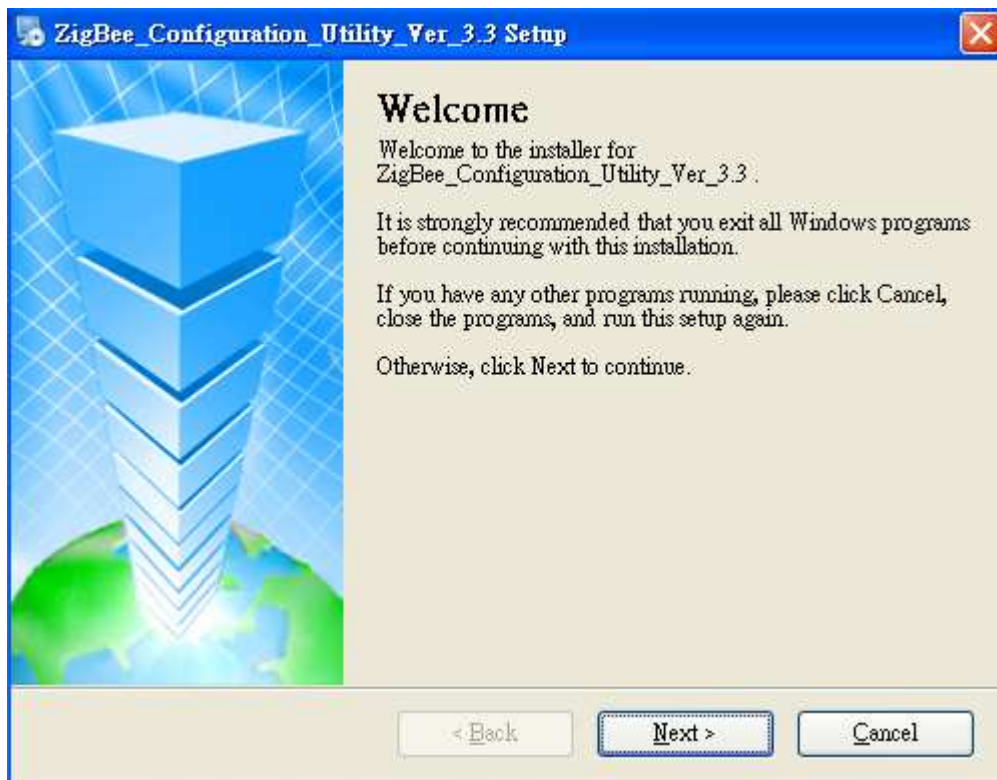 ZigBee_Configuration_Utility_Ver_3.3 Setup
Welcome
Welcome to the installer for
ZigBee_Configuration_Utility_Ver_3.3 .
It is strongly recommended that you exit all Windows programs
before continuing with this installation.
If you have any other programs running, please click Cancel,
close the programs, and run this setup again.
Otherwise, click Next to continue.
< Back
Next >
Cancel